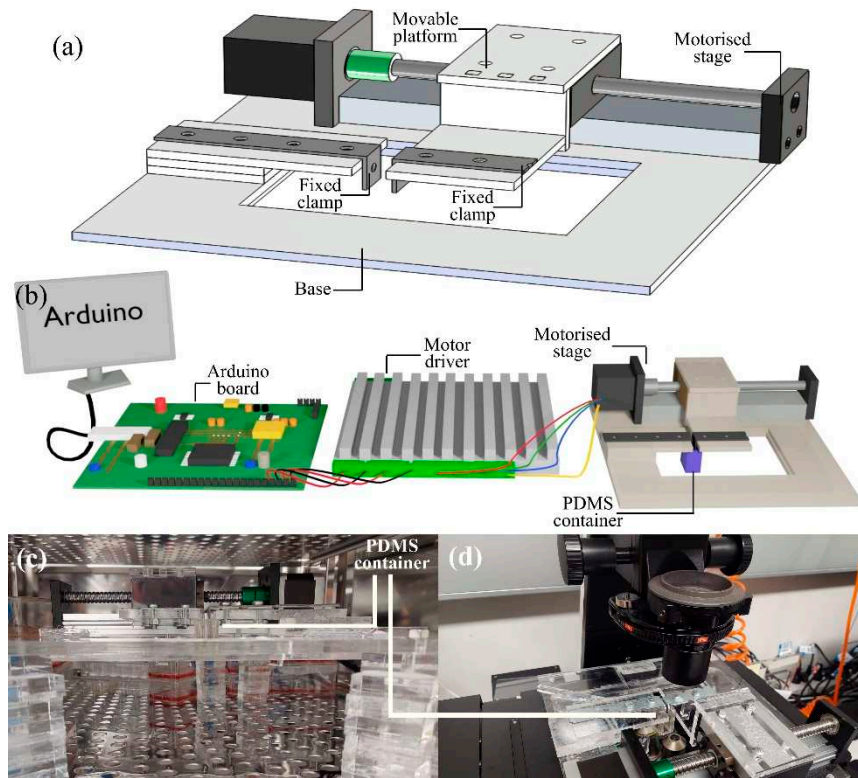 (a)
Movable
platform
Motorised
stage
Fixed
clamp
Fixed
clamp
Base
(b)
Arduino
Arduino
board
Motor
driver
Motorised
stage
PDMS
container
(c)
PDMS
container
(d)